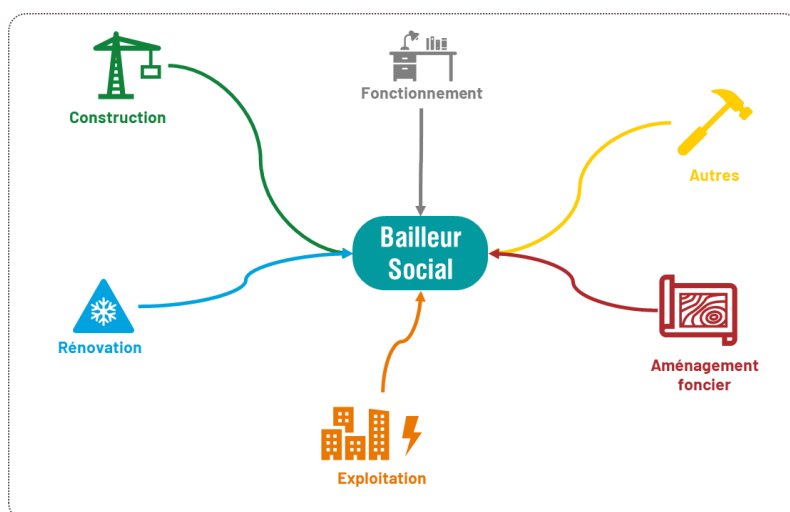 Fonctionnement
Construction
Autres
Bailleur
Social
Rénovation
Aménagement
foncier
Exploitation